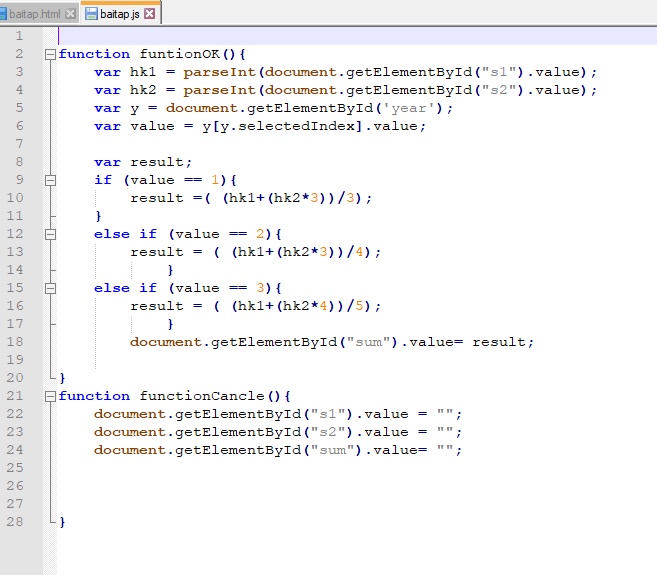 baitap.html baitap.js
1
2 function funtionOK(){
3 var hk1 = parseInt(document.getElementById("s1").value);
4 var hk2 = parseInt(document.getElementById("s2").value);
5 var y = document.getElementById('year');
6 var value = y[y.selectedIndex].value;
7
8 var result;
9 if (value == 1){
10 result =( (hk1+(hk2*3))/3);
11 }
12 else if (value == 2){
13 result = ( (hk1+(hk2*3))/4);
14 }
15 else if (value == 3){
16 result = ( (hk1+(hk2*4))/5);
17 }
18 document.getElementById("sum").value= result;
19
20 }
21 function functionCancle(){
22 document.getElementById("s1").value = "";
23 document.getElementById("s2").value = "";
24 document.getElementById("sum").value= "";
25
26
27
28 }